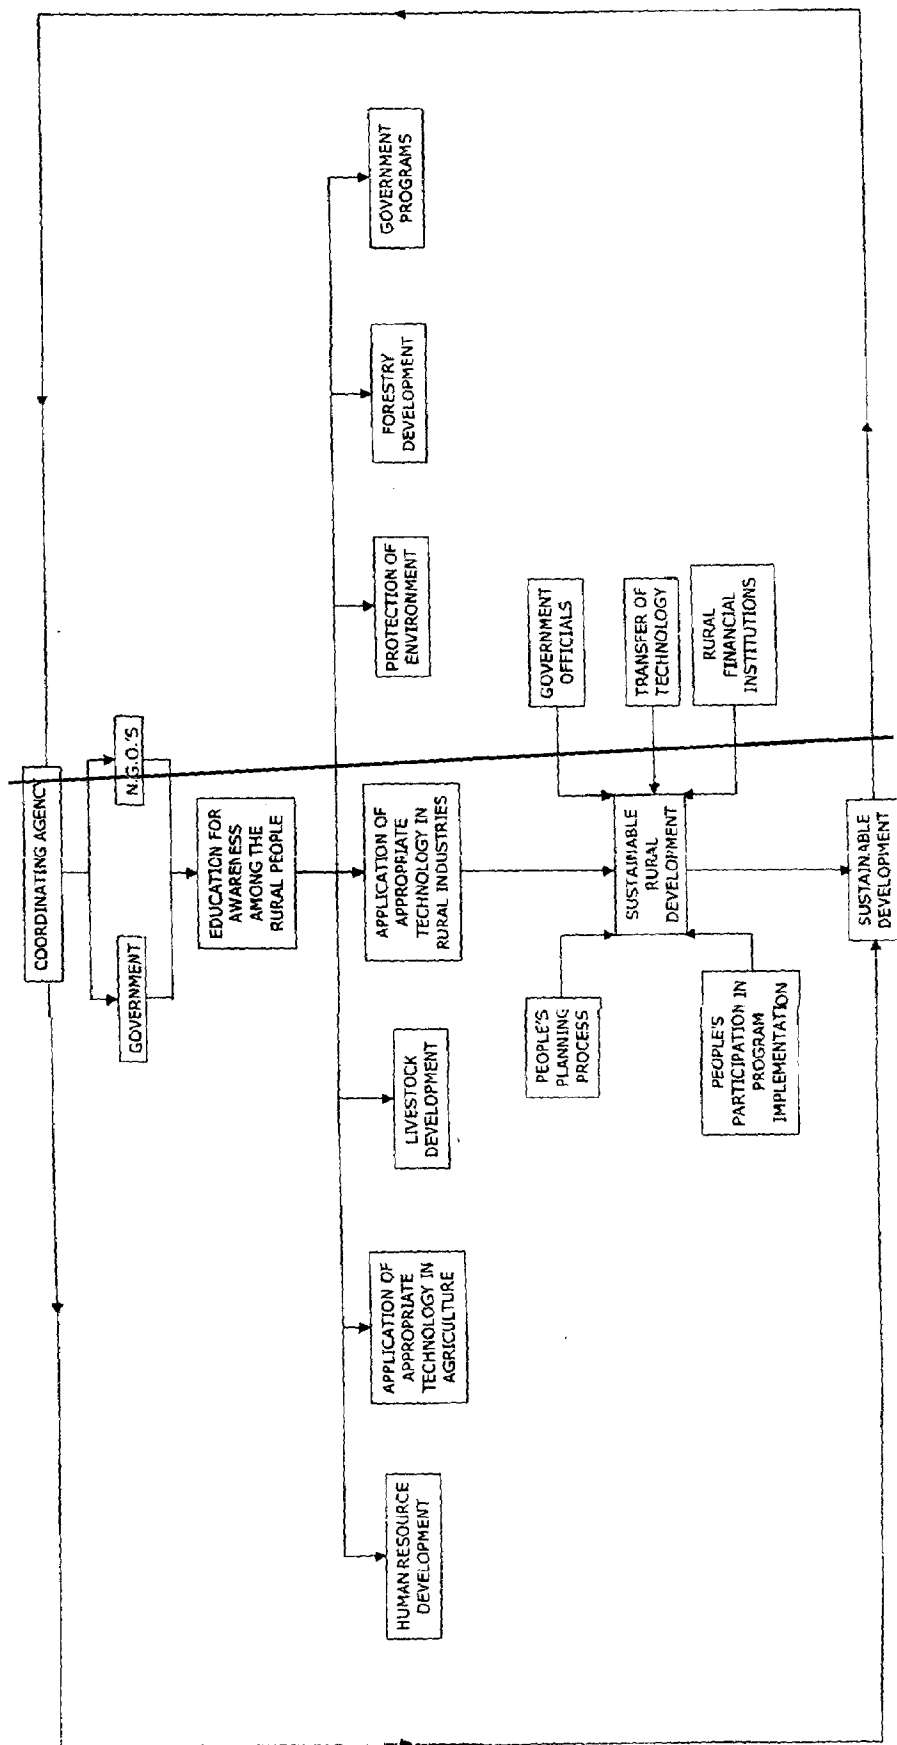 COORDINATING AGENCY
GOVERNMENT
N.G.O.'S
EDUCATION FOR
AWARENESS
AMONG THE
RURAL PEOPLE
HUMAN RESOURCE
DEVELOPMENT
APPLICATION OF
APPROPRIATE
TECHNOLOGY IN
AGRICULTURE
LIVESTOCK
DEVELOPMENT
APPLICATION OF
APPROPRIATE
TECHNOLOGY IN
RURAL INDUSTRIES
PROTECTION OF
ENVIRONMENT
FORESTRY
DEVELOPMENT
GOVERNMENT
PROGRAMS
PEOPLE'S
PLANNING
PROCESS
GOVERNMENT
OFFICIALS
SUSTAINABLE
RURAL
DEVELOPMENT
TRANSFER OF
TECHNOLOGY
PEOPLE'S
PARTICIPATION IN
PROGRAM
IMPLEMENTATION
RURAL
FINANCIAL
INSTITUTIONS
SUSTAINABLE
DEVELOPMENT